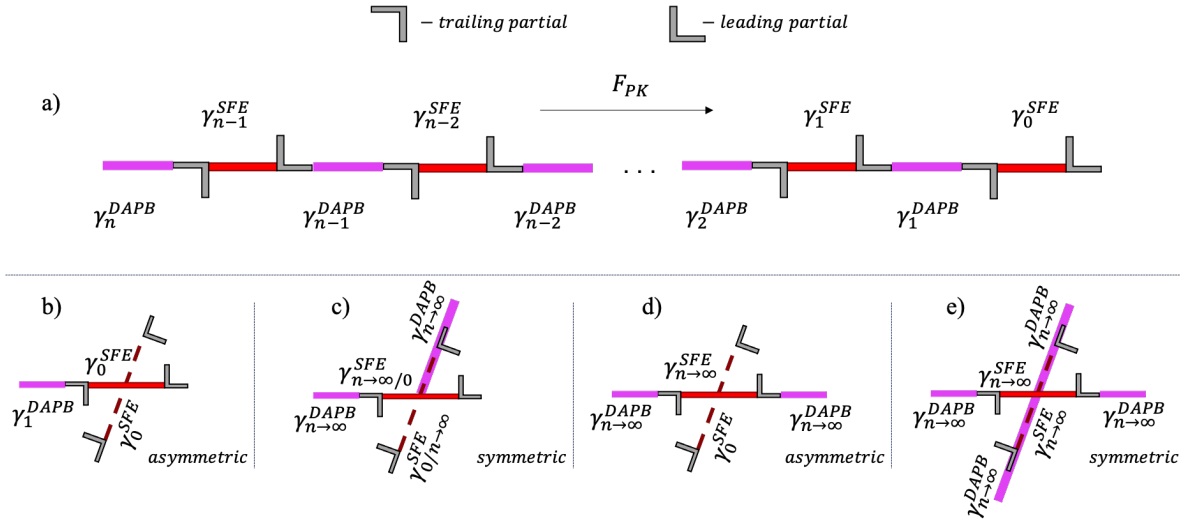 – trailing partial – leading partial
a) F_PK
γ_{n-1}^{SFE} γ_{n-2}^{SFE} γ_1^{SFE} γ_0^{SFE}
. . .
γ_n^{DAPB} γ_{n-1}^{DAPB} γ_{n-2}^{DAPB} γ_2^{DAPB} γ_1^{DAPB}
b)
γ_0^{SFE}
γ_1^{DAPB}
γ_0^{SFE}
asymmetric
c)
γ_{n→∞}^{DAPB}
γ_{n→∞/0}^{SFE}
γ_{n→∞}^{DAPB}
γ_{0/n→∞}^{SFE}
symmetric
d)
γ_{n→∞}^{SFE}
γ_{n→∞}^{DAPB} γ_{n→∞}^{DAPB}
γ_0^{SFE}
asymmetric
e)
γ_{n→∞}^{DAPB}
γ_{n→∞}^{SFE}
γ_{n→∞}^{DAPB} γ_{n→∞}^{DAPB}
γ_{n→∞}^{SFE}
γ_{n→∞}^{DAPB}
symmetric